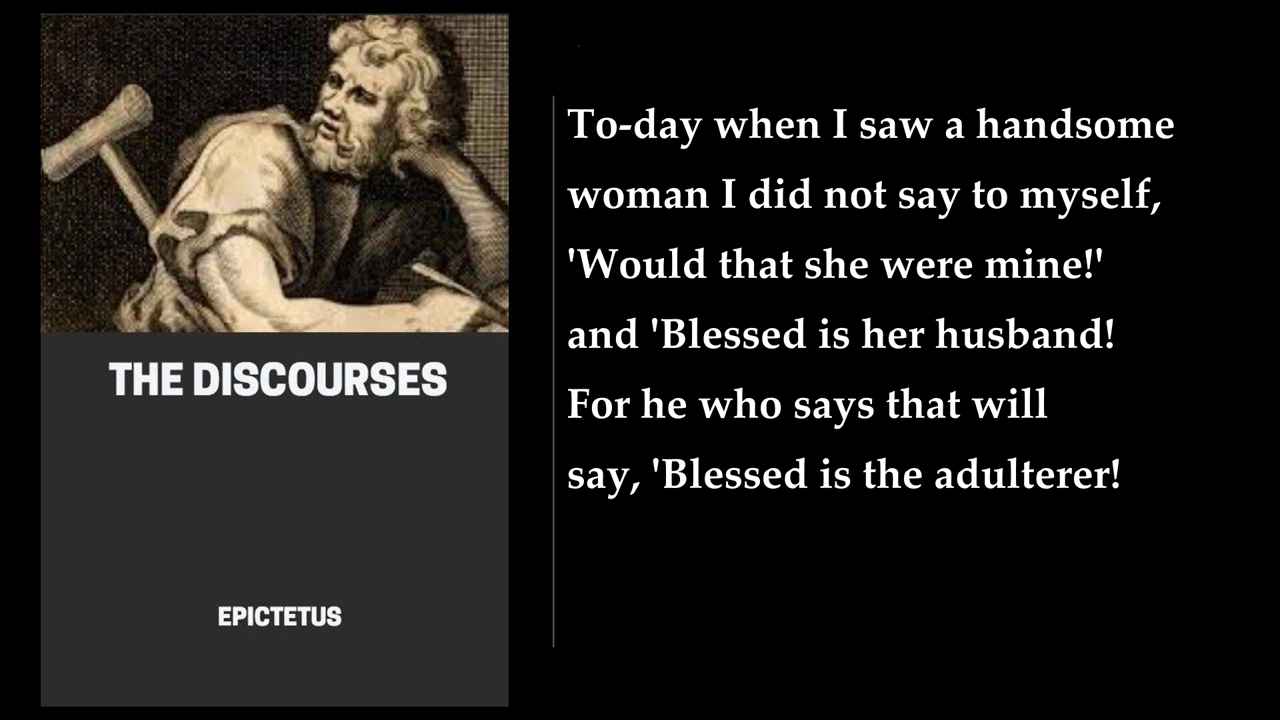 THE DISCOURSES
EPICTETUS
To-day when I saw a handsome
woman I did not say to myself,
'Would that she were mine!'
and 'Blessed is her husband!
For he who says that will
say, 'Blessed is the adulterer!